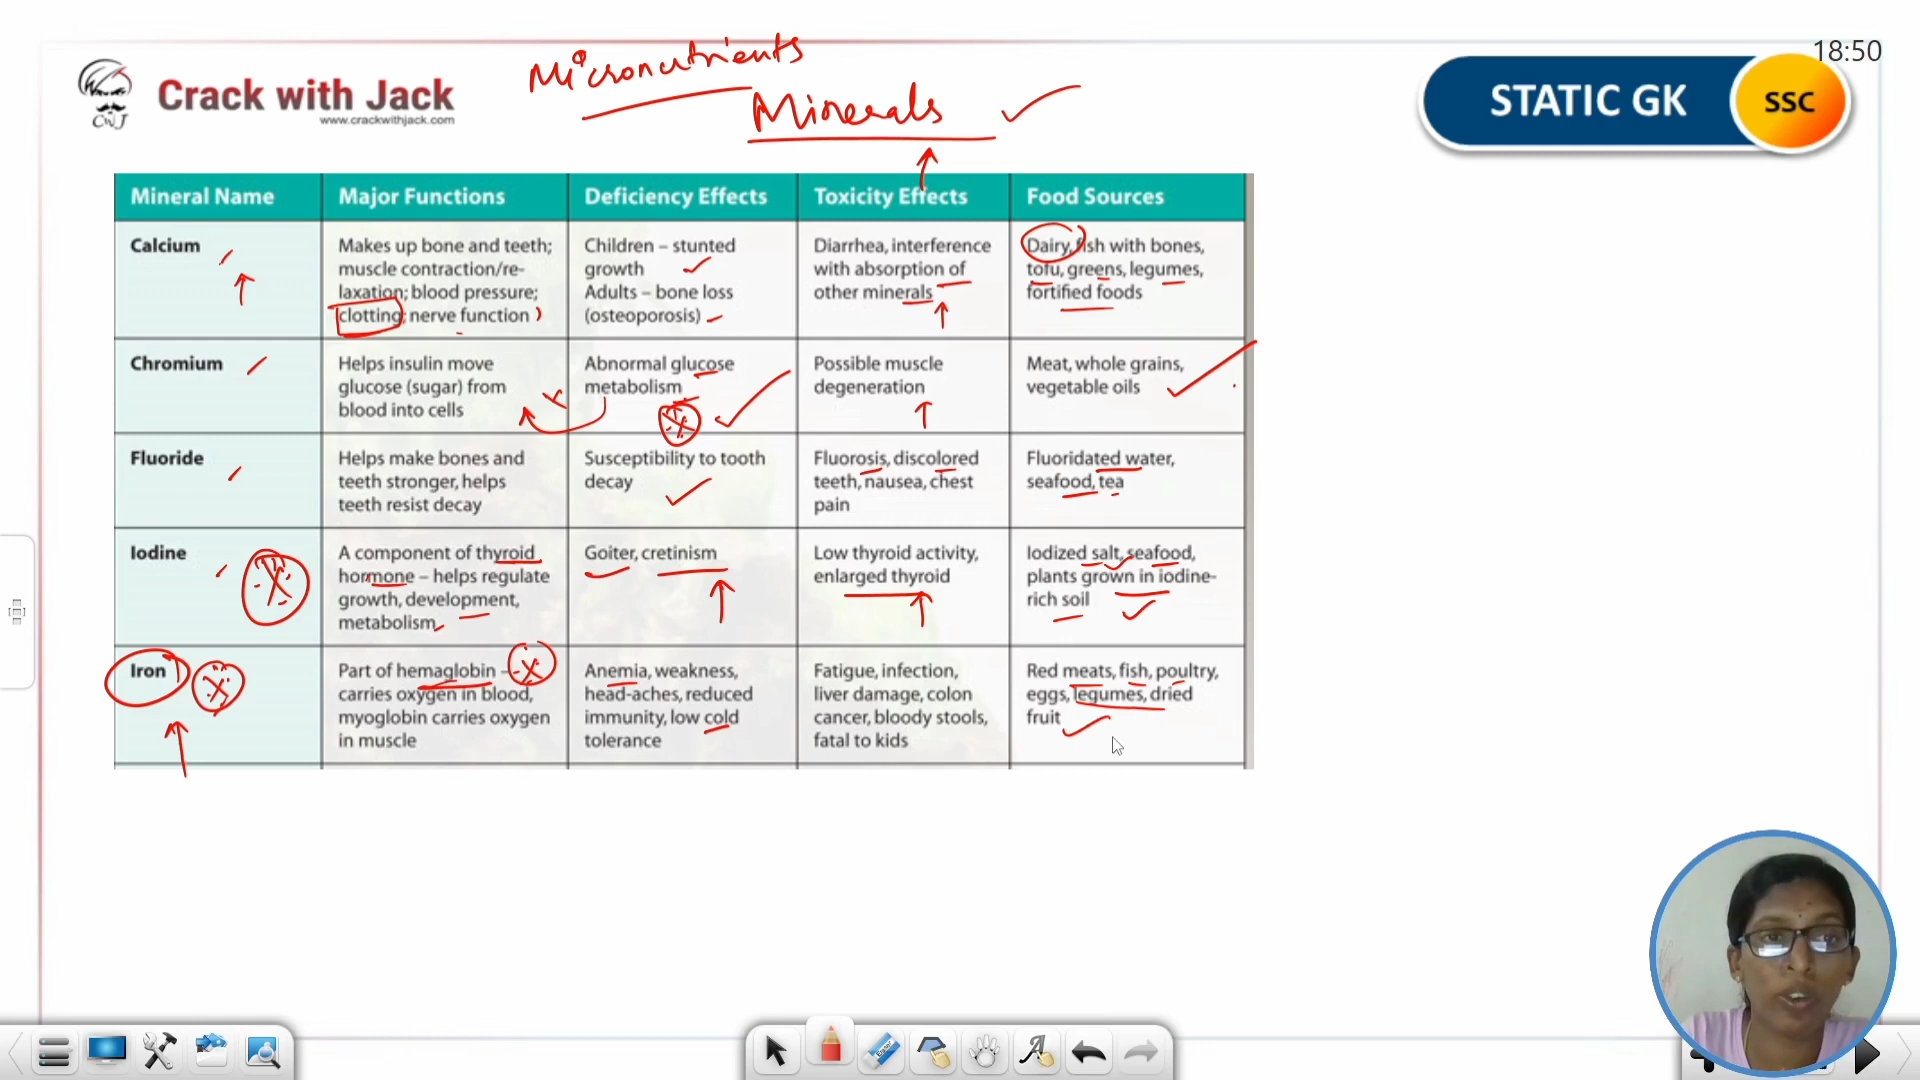 18:50
Micronutrients
Crack with Jack
www.crackwithjack.com
CWJ
Minerals
STATIC GK
SSC
Mineral Name
Major Functions
Deficiency Effects
Toxicity Effects
Food Sources
Calcium
Makes up bone and teeth;
muscle contraction/re-
laxation; blood pressure;
clotting; nerve function
Children – stunted
growth
Adults – bone loss
(osteoporosis)
Diarrhea, interference
with absorption of
other minerals
Dairy, fish with bones,
tofu, greens, legumes,
fortified foods
Chromium
Helps insulin move
glucose (sugar) from
blood into cells
Abnormal glucose
metabolism
Possible muscle
degeneration
Meat, whole grains,
vegetable oils
Fluoride
Helps make bones and
teeth stronger, helps
teeth resist decay
Susceptibility to tooth
decay
Fluorosis, discolored
teeth, nausea, chest
pain
Fluoridated water,
seafood, tea
Iodine
A component of thyroid
hormone – helps regulate
growth, development,
metabolism
Goiter, cretinism
Low thyroid activity,
enlarged thyroid
Iodized salt, seafood,
plants grown in iodine-
rich soil
Iron
Part of hemaglobin –
carries oxygen in blood,
myoglobin carries oxygen
in muscle
Anemia, weakness,
head-aches, reduced
immunity, low cold
tolerance
Fatigue, infection,
liver damage, colon
cancer, bloody stools,
fatal to kids
Red meats, fish, poultry,
eggs, legumes, dried
fruit